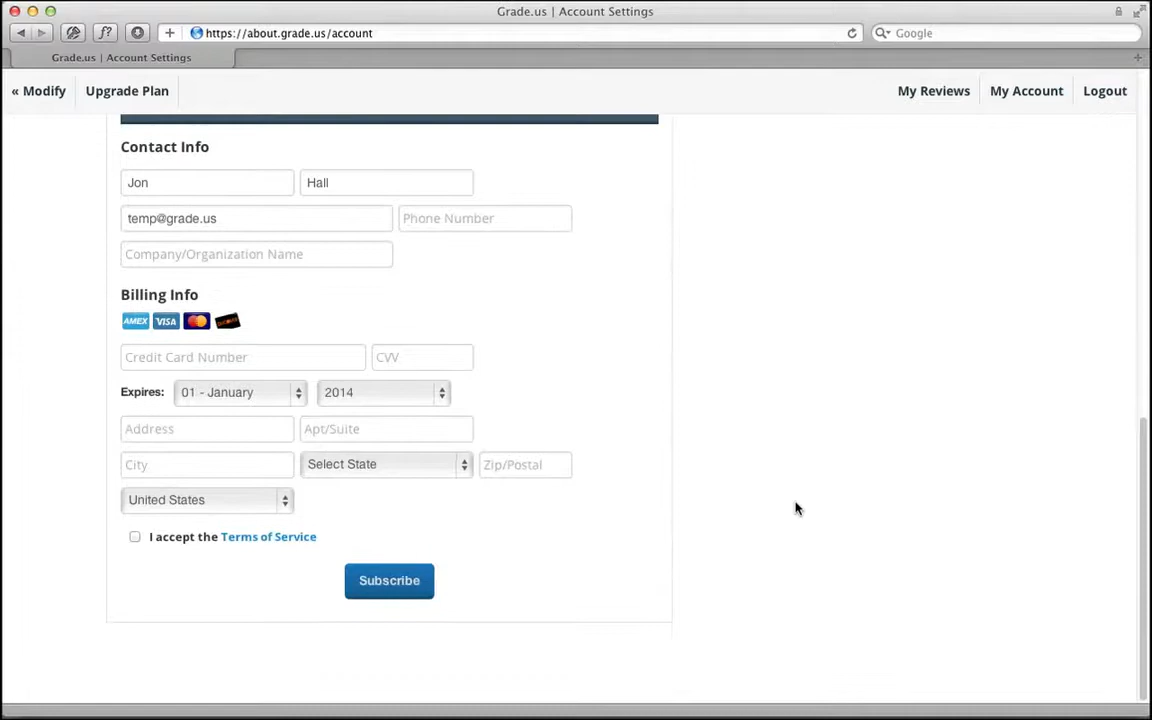 Grade.us | Account Settings
https://about.grade.us/account
Google
Grade.us | Account Settings
« Modify
Upgrade Plan
My Reviews
My Account
Logout
Contact Info
Jon
Hall
temp@grade.us
Phone Number
Company/Organization Name
Billing Info
AMEX
VISA
Credit Card Number
CVV
Expires:
01 - January
2014
Address
Apt/Suite
City
Select State
Zip/Postal
United States
I accept the Terms of Service
Subscribe